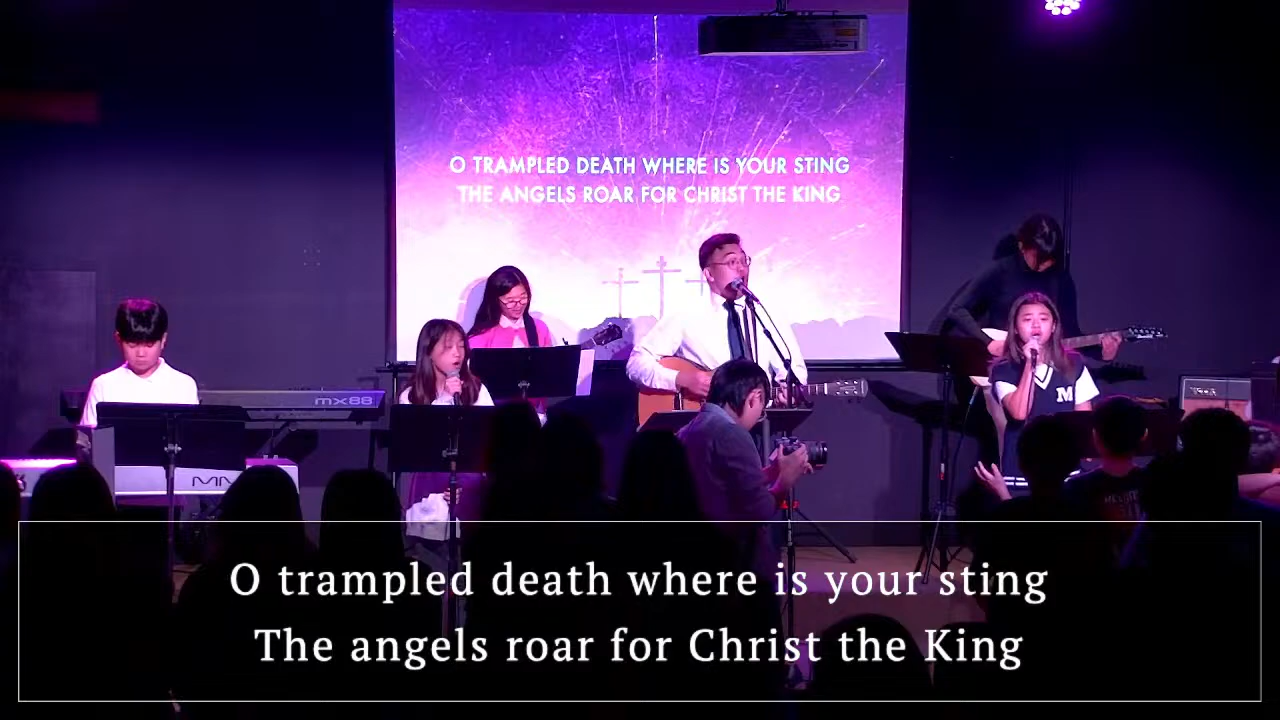 O TRAMPLED DEATH WHERE IS YOUR STING
THE ANGELS ROAR FOR CHRIST THE KING
mx88
M
O trampled death where is your sting
The angels roar for Christ the King